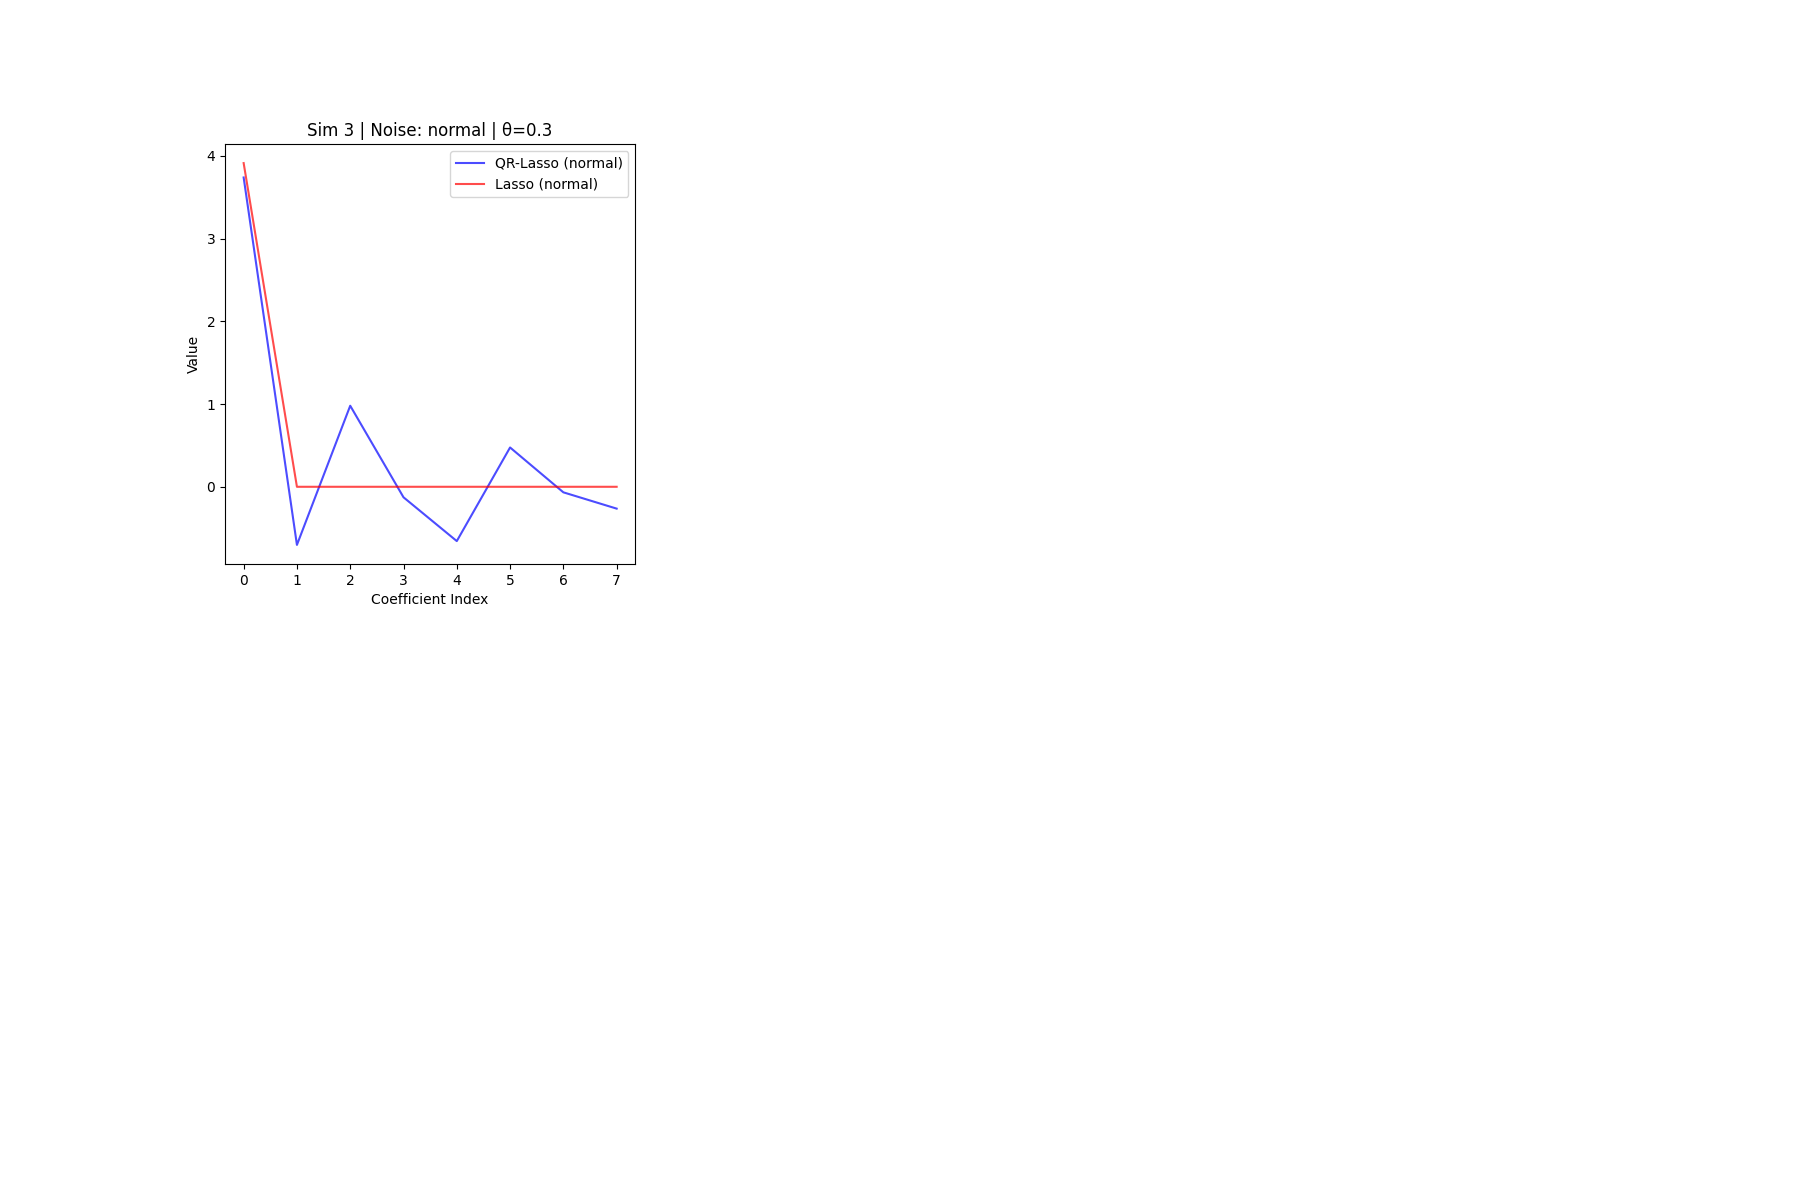 Sim 3 | Noise: normal | θ=0.3
QR-Lasso (normal)
Lasso (normal)
4
3
2
1
0
Value
0 1 2 3 4 5 6 7
Coefficient Index